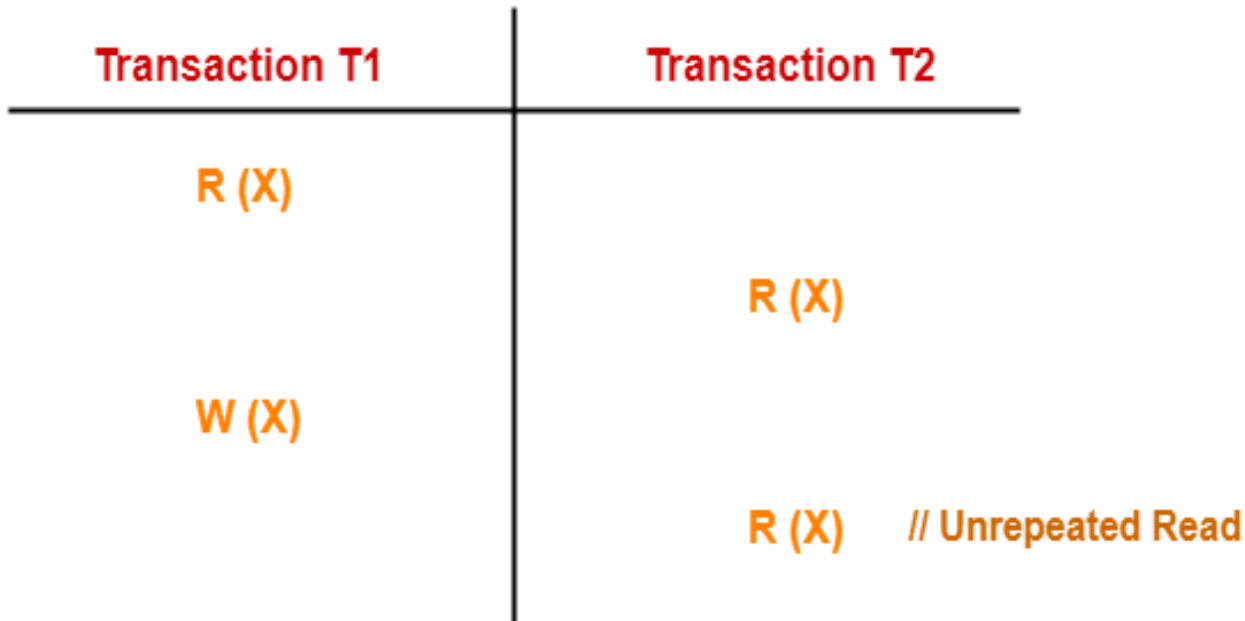 Transaction T1 Transaction T2
R (X)
R (X)
W (X)
R (X) // Unrepeated Read